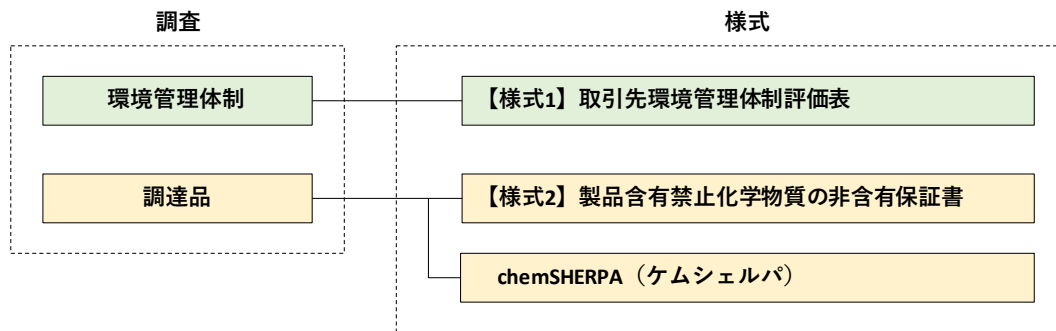 調査
様式
環境管理体制
【様式1】取引先環境管理体制評価表
調達品
【様式2】製品含有禁止化学物質の非含有保証書
chemSHERPA（ケムシェルパ）